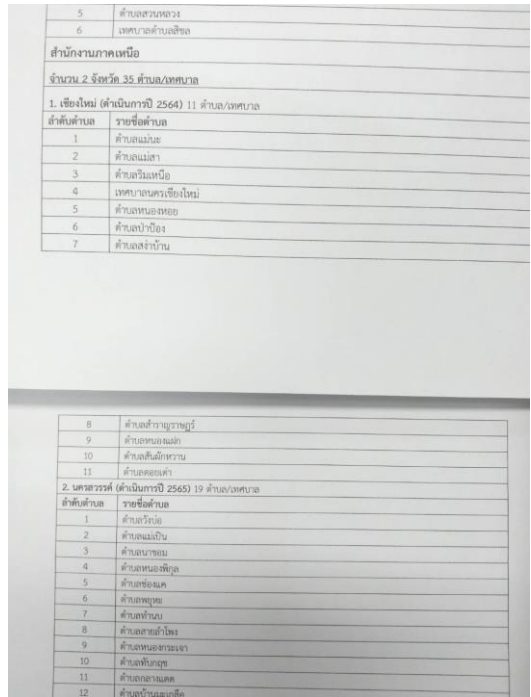 5 ตำบลสวนหลวง
6 เทศบาลตำบลสิชล
สำนักงานภาคเหนือ
จำนวน 2 จังหวัด 35 ตำบล/เทศบาล
1. เชียงใหม่ (ดำเนินการปี 2564) 11 ตำบล/เทศบาล
ลำดับตำบล รายชื่อตำบล
1 ตำบลแม่นะ
2 ตำบลแม่สา
3 ตำบลริมเหนือ
4 เทศบาลนครเชียงใหม่
5 ตำบลหนองหอย
6 ตำบลป่าป้อง
7 ตำบลสง่าบ้าน
8 ตำบลสำราญราษฎร์
9 ตำบลหนองแฝก
10 ตำบลสันผักหวาน
11 ตำบลดอยเต่า
2. นครสวรรค์ (ดำเนินการปี 2565) 19 ตำบล/เทศบาล
ลำดับตำบล รายชื่อตำบล
1 ตำบลวังบ่อ
2 ตำบลแม่เปิน
3 ตำบลนาขอม
4 ตำบลหนองพิกุล
5 ตำบลช่องแค
6 ตำบลพยุหะ
7 ตำบลทำนบ
8 ตำบลสายลำโพง
9 ตำบลหนองกระเจา
10 ตำบลทับกฤช
11 ตำบลกลางแดด
12 ตำบลบ้านมะเกลือ